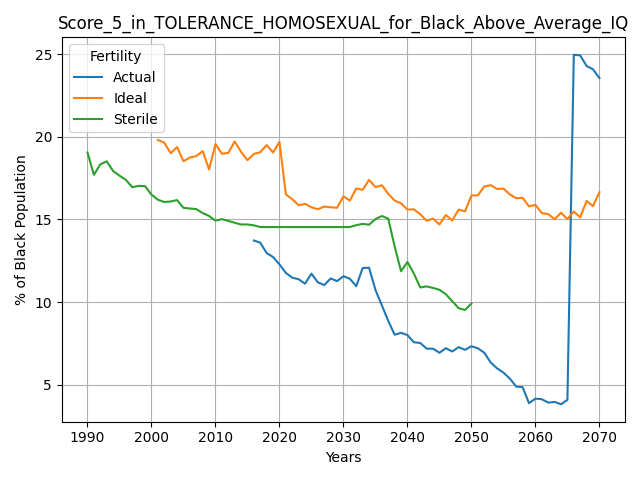 Score_5_in_TOLERANCE_HOMOSEXUAL_for_Black_Above_Average_IQ
Fertility
Actual
Ideal
Sterile
% of Black Population
25
20
15
10
5
1990 2000 2010 2020 2030 2040 2050 2060 2070
Years